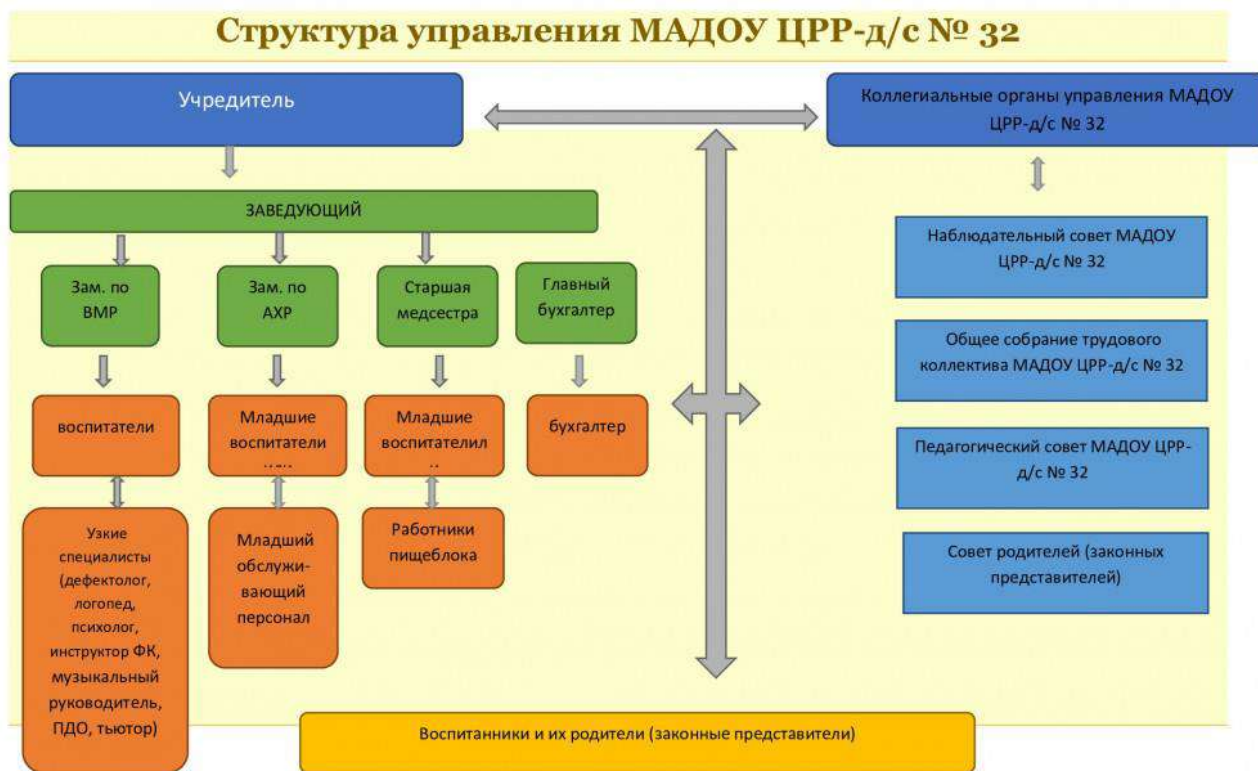 Структура управления МАДОУ ЦРР-д/с № 32
Учредитель
Коллегиальные органы управления МАДОУ
ЦРР-д/с № 32
ЗАВЕДУЮЩИЙ
Зам. по
ВМР
Зам. по
АХР
Старшая
медсестра
Главный
бухгалтер
воспитатели
Младшие
воспитатели
Младшие
воспитателил
бухгалтер
Узкие
специалисты
(дефектолог,
логопед,
психолог,
инструктор ФК,
музыкальный
руководитель,
ПДО, тьютор)
Младший
обслужи-
вающий
персонал
Работники
пищеблока
Наблюдательный совет МАДОУ
ЦРР-д/с № 32
Общее собрание трудового
коллектива МАДОУ ЦРР-д/с № 32
Педагогический совет МАДОУ ЦРР-
д/с № 32
Совет родителей (законных
представителей)
Воспитанники и их родители (законные представители)